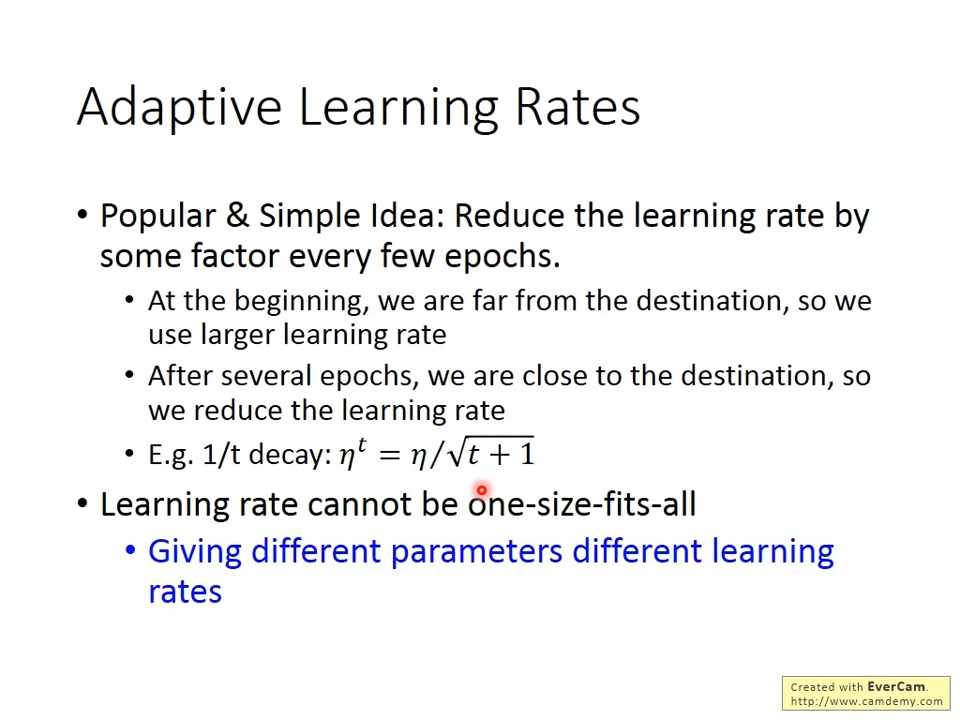 Adaptive Learning Rates
• Popular & Simple Idea: Reduce the learning rate by
some factor every few epochs.
• At the beginning, we are far from the destination, so we
use larger learning rate
• After several epochs, we are close to the destination, so
we reduce the learning rate
• E.g. 1/t decay: ηᵗ = η/√(t + 1)
• Learning rate cannot be one-size-fits-all
• Giving different parameters different learning
rates
Created with EverCam.
http://www.camdemy.com